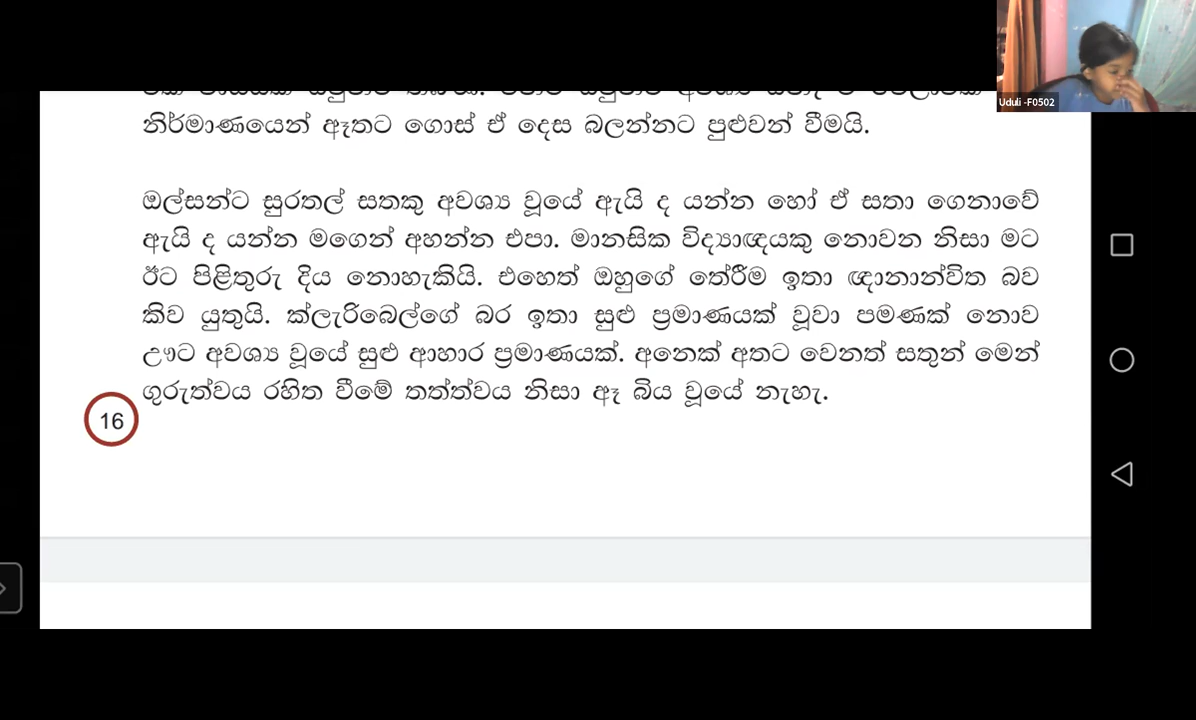 Uduli -F0502
නිර්මාණයෙන් ඈතට ගොස් ඒ දෙස බලන්නට පුළුවන් වීමයි.
ඔල්සන්ට සුරතල් සතකු අවශ්‍ය වූයේ ඇයි ද යන්න හෝ ඒ සතා ගෙනාවේ
ඇයි ද යන්න මගෙන් අහන්න එපා. මානසික විද්‍යාඥයකු නොවන නිසා මට
ඊට පිළිතුරු දිය නොහැකියි. එහෙත් ඔහුගේ තේරීම ඉතා ඥානාන්විත බව
කිව යුතුයි. ක්ලැරිබෙල්ගේ බර ඉතා සුළු ප්‍රමාණයක් වූවා පමණක් නොව
ඌට අවශ්‍ය වූයේ සුළු ආහාර ප්‍රමාණයක්. අනෙක් අතට වෙනත් සතුන් මෙන්
ගුරුත්වය රහිත වීමේ තත්ත්වය නිසා ඈ බිය වූයේ නැහැ.
16